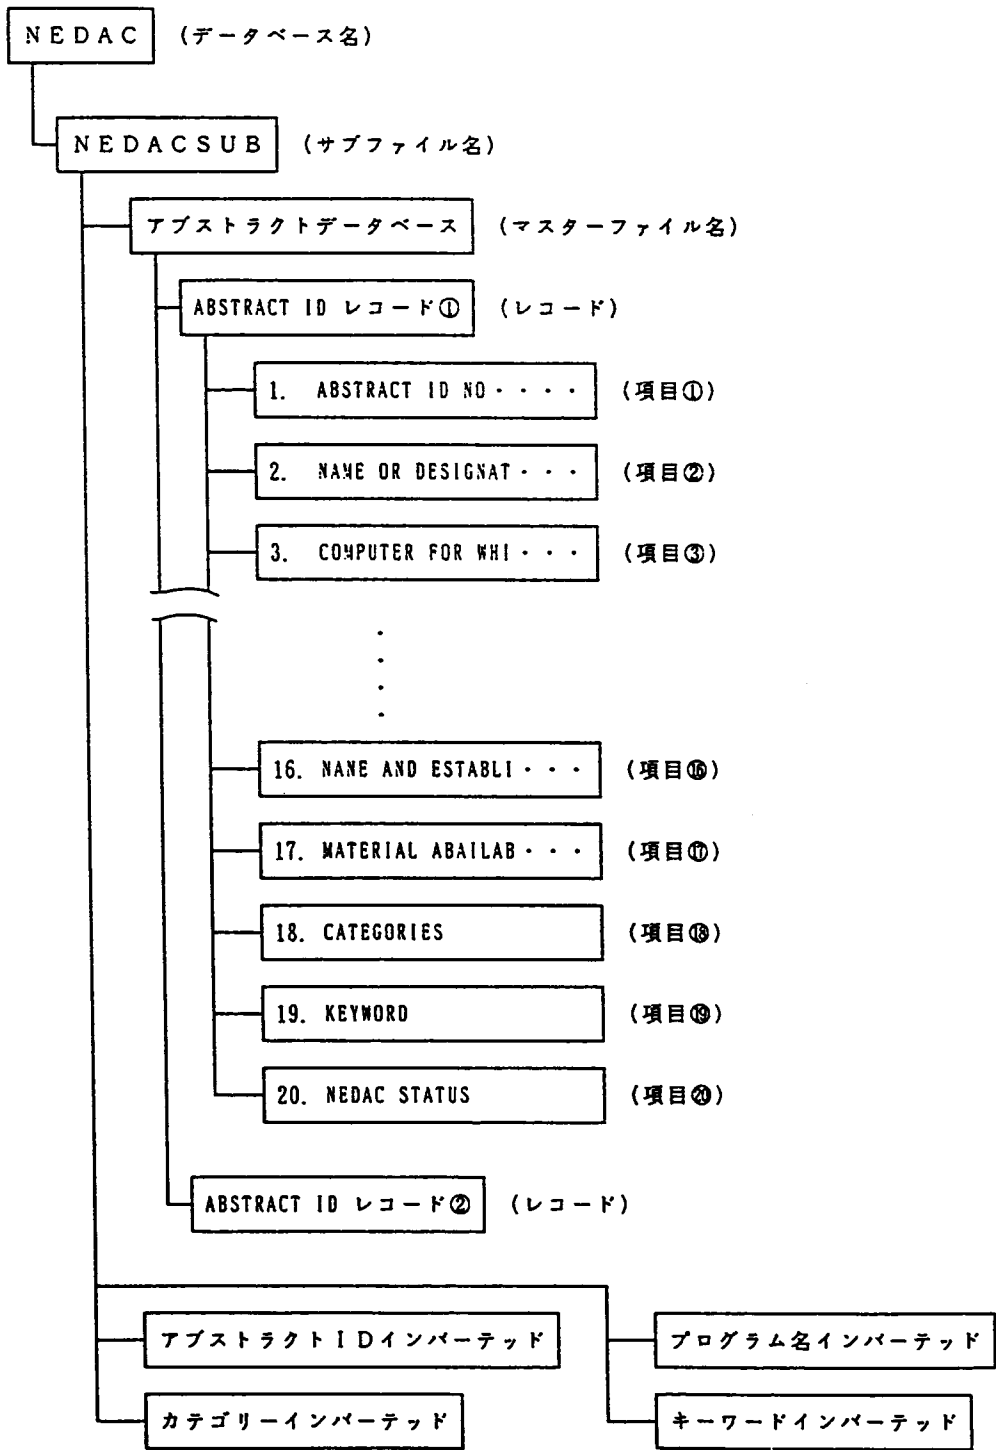 NEDAC (データベース名)
NEDACSUB (サブファイル名)
アブストラクトデータベース (マスターファイル名)
ABSTRACT ID レコード① (レコード)
1. ABSTRACT ID NO・・・・ (項目①)
2. NAME OR DESIGNAT・・・ (項目②)
3. COMPUTER FOR WHI・・・ (項目③)
16. NANE AND ESTABLI・・・ (項目⑯)
17. MATERIAL ABAILAB・・・ (項目⑰)
18. CATEGORIES (項目⑱)
19. KEYWORD (項目⑲)
20. NEDAC STATUS (項目⑳)
ABSTRACT ID レコード② (レコード)
アブストラクトIDインバーテッド プログラム名インバーテッド
カテゴリーインバーテッド キーワードインバーテッド